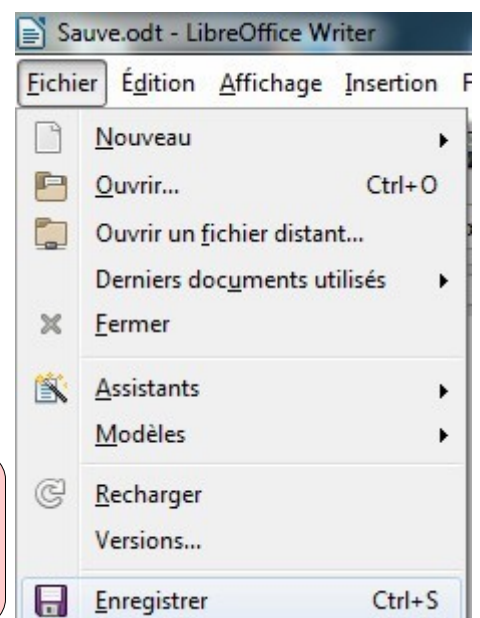 Sauve.odt - LibreOffice Writer
Fichier Édition Affichage Insertion F
Nouveau
Ouvrir... Ctrl+O
Ouvrir un fichier distant...
Derniers documents utilisés
Fermer
Assistants
Modèles
Recharger
Versions...
Enregistrer Ctrl+S